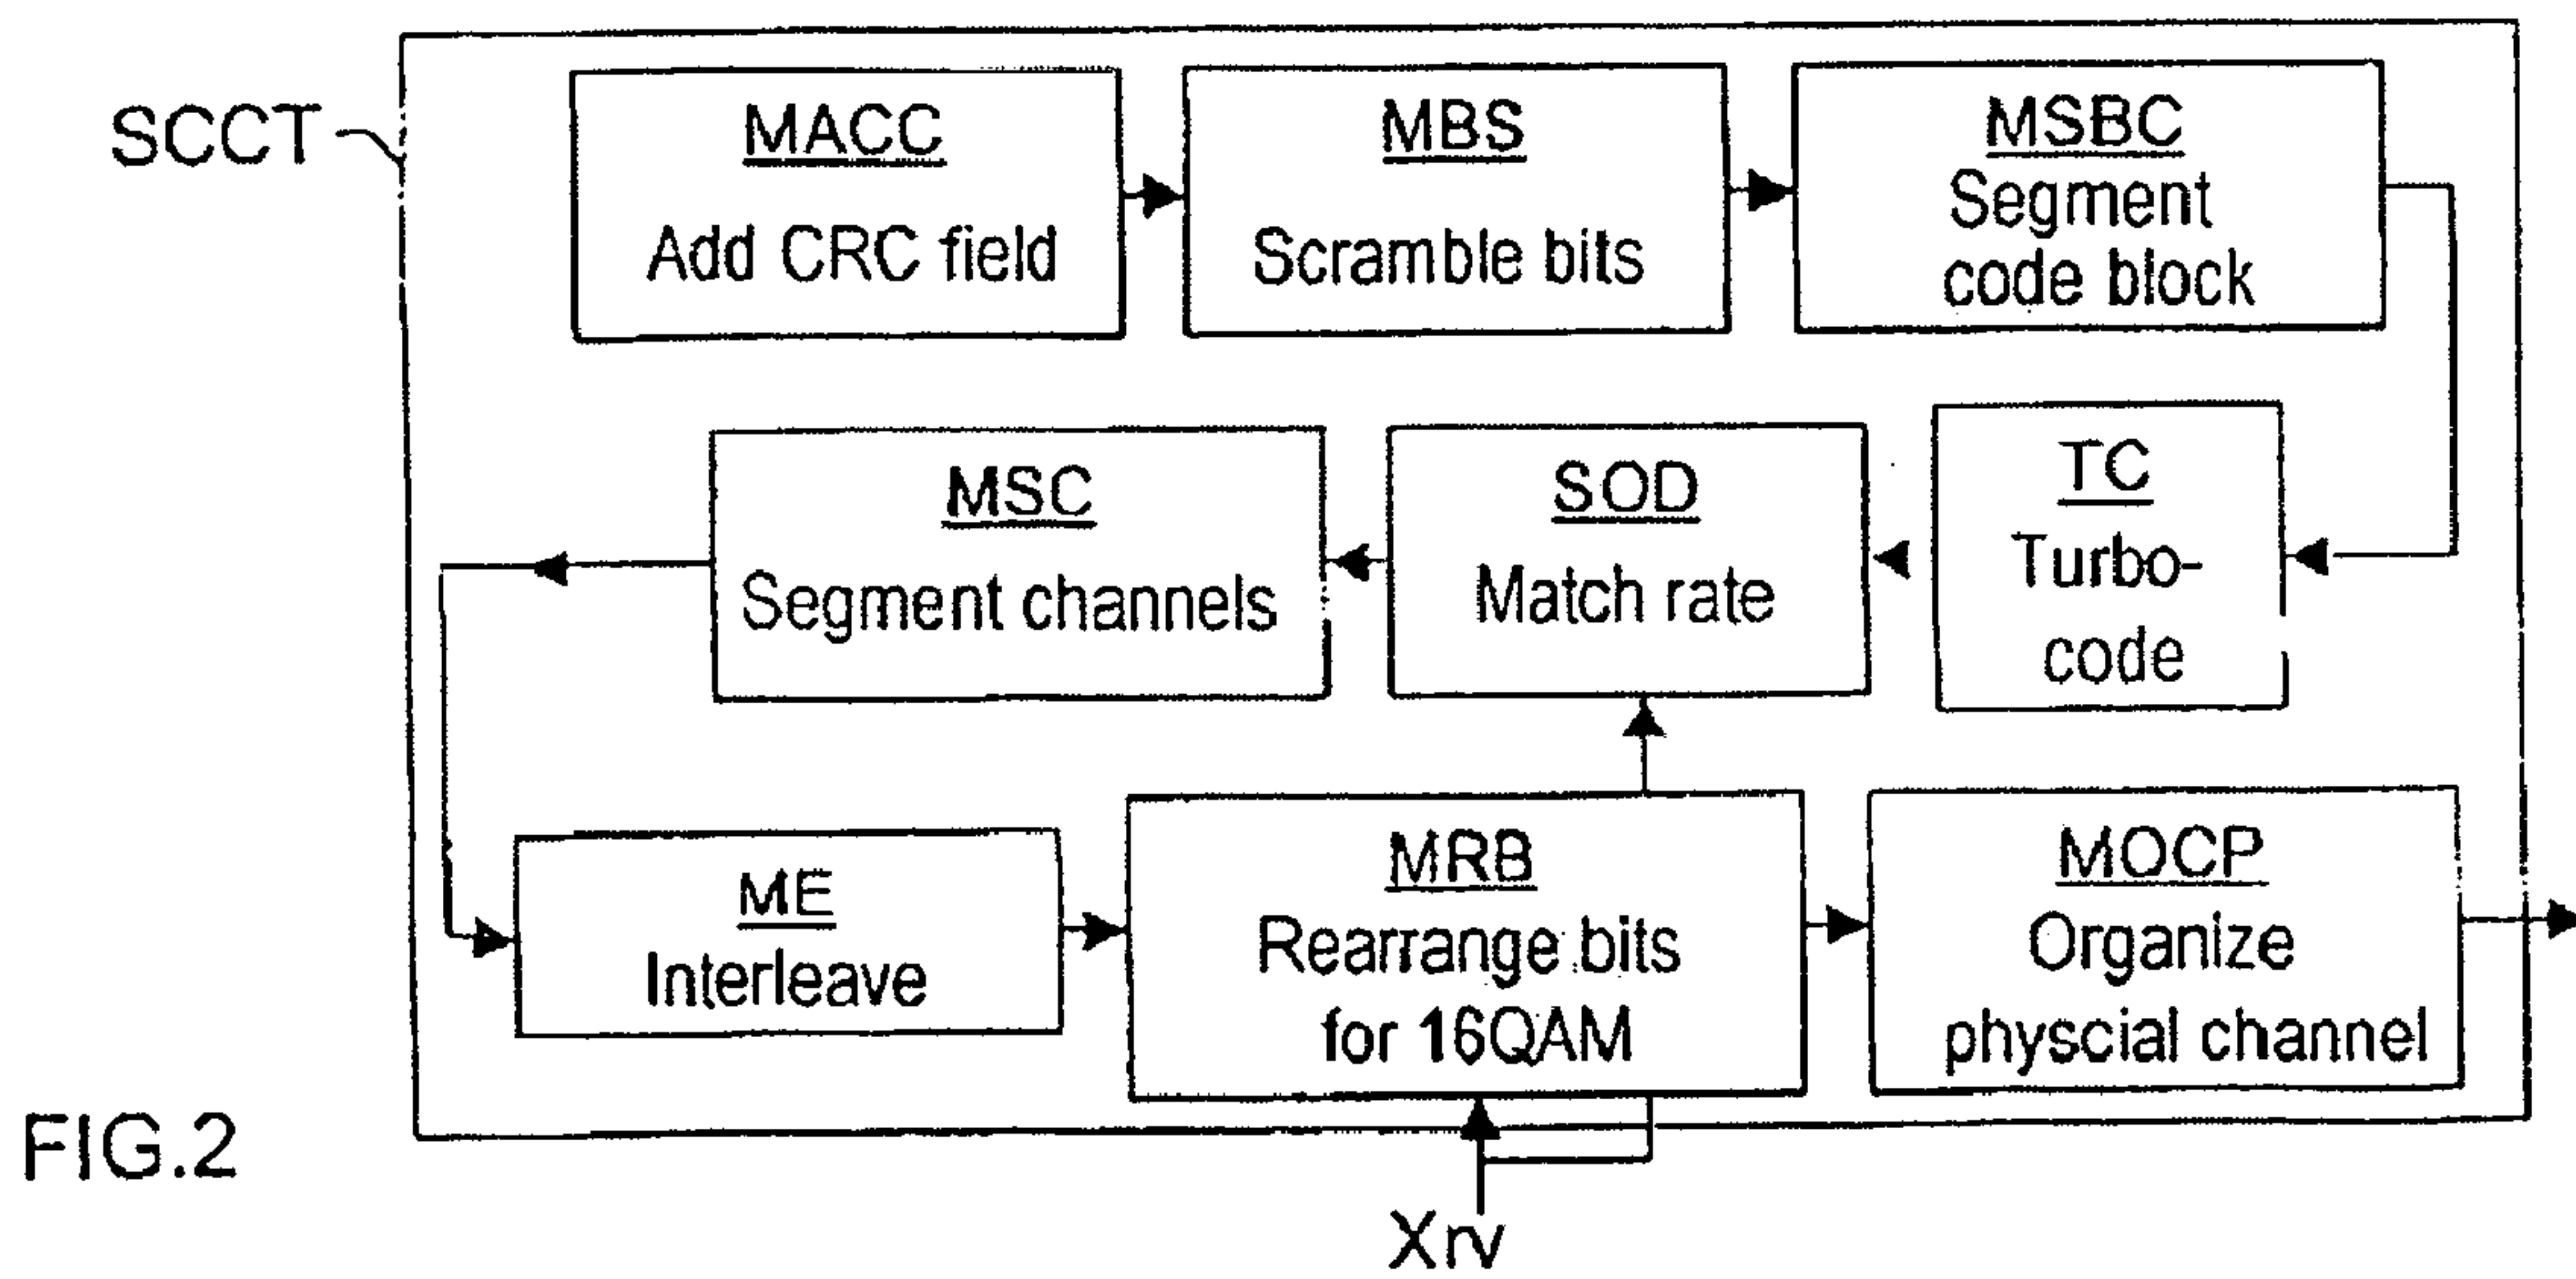 SCCT
MACC
Add CRC field
MBS
Scramble bits
MSBC
Segment
code block
MSC
Segment channels
SOD
Match rate
TC
Turbo-
code
ME
Interleave
MRB
Rearrange bits
for 16QAM
MOCP
Organize
physcial channel
FIG.2
Xrv